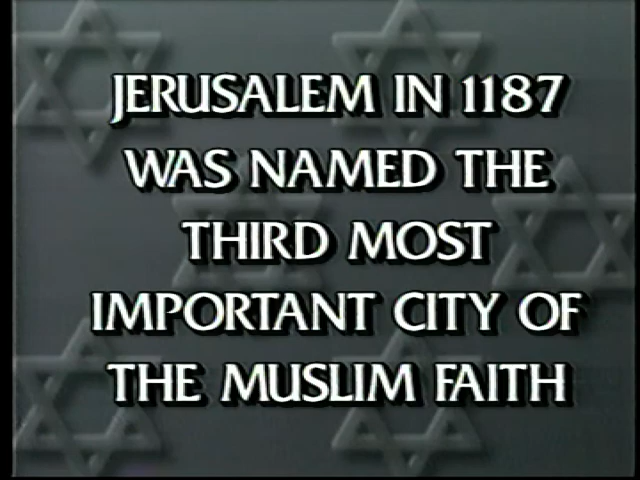 JERUSALEM IN 1187
WAS NAMED THE
THIRD MOST
IMPORTANT CITY OF
THE MUSLIM FAITH